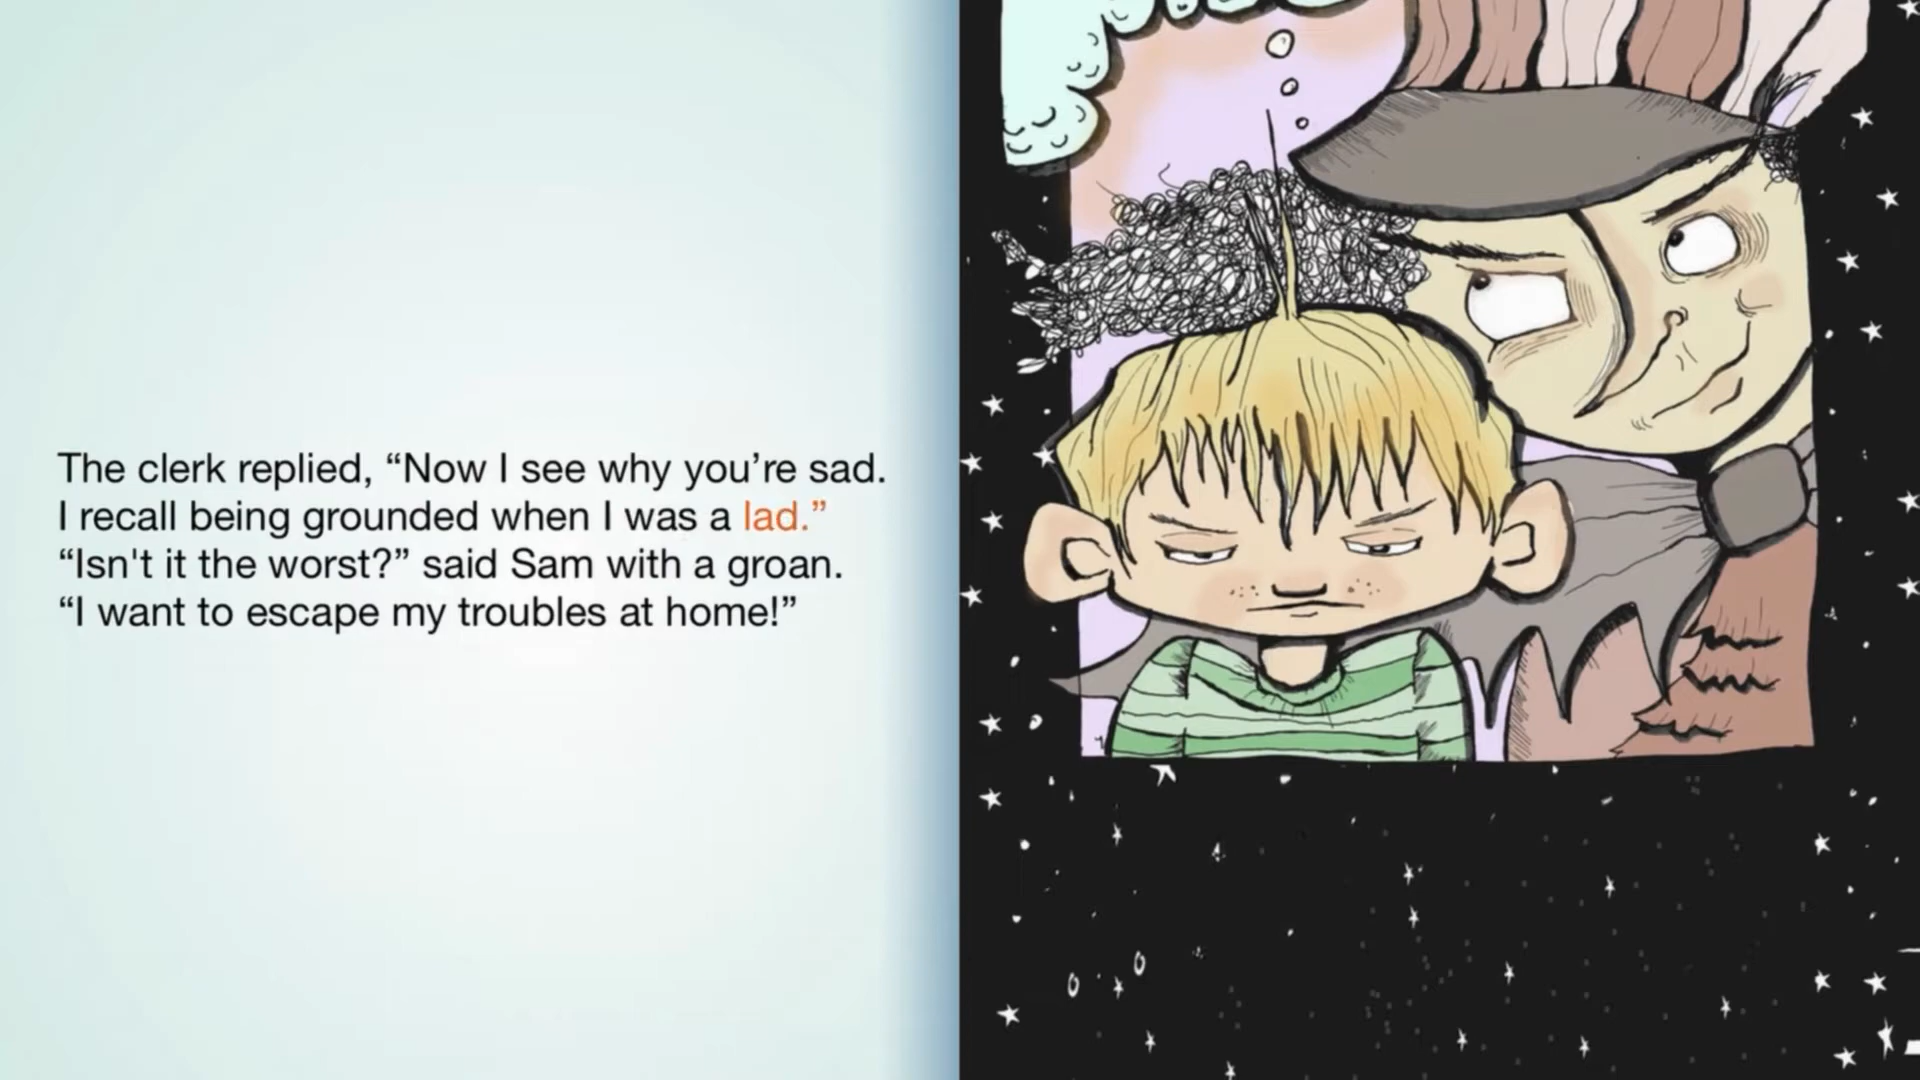 The clerk replied, “Now I see why you’re sad.
I recall being grounded when I was a lad.”
“Isn't it the worst?” said Sam with a groan.
“I want to escape my troubles at home!”